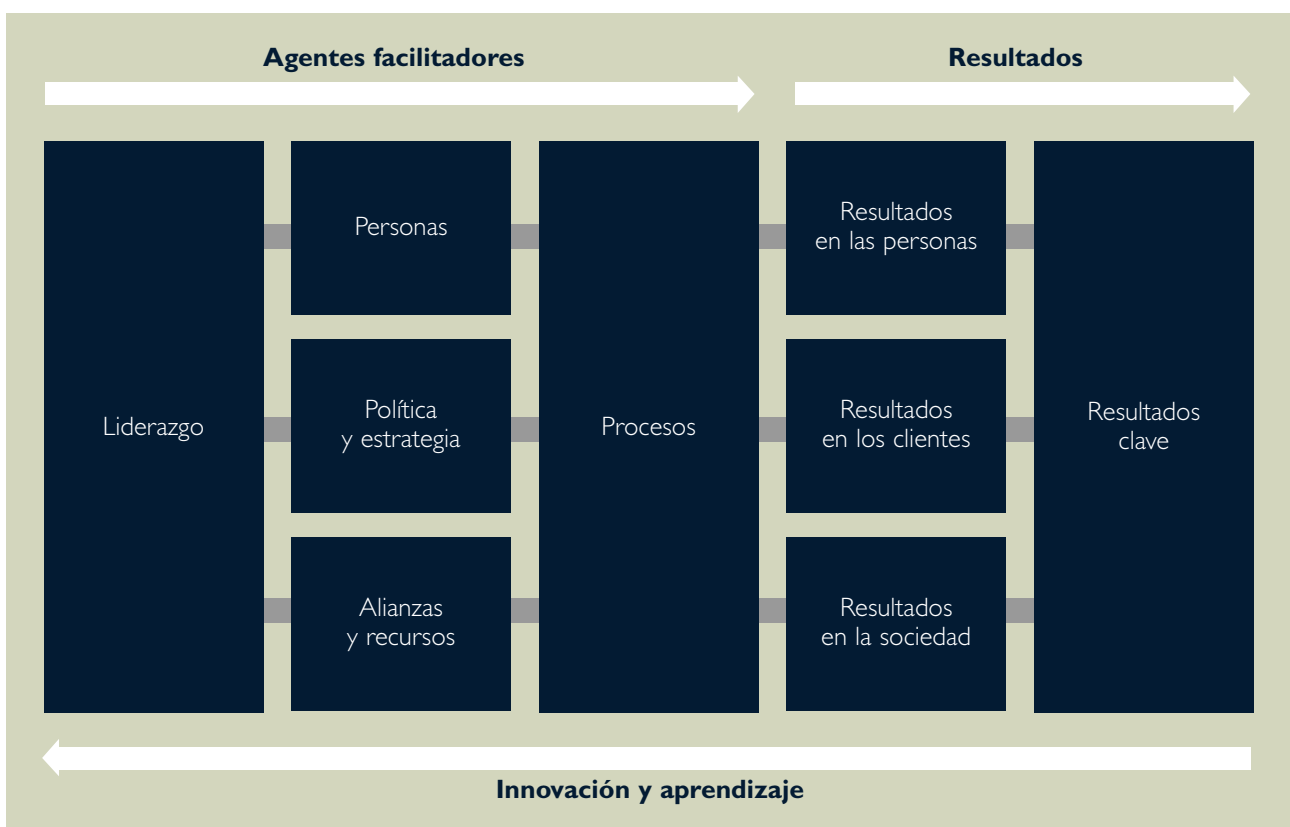 Agentes facilitadores
Resultados
Liderazgo
Personas
Política
y estrategia
Alianzas
y recursos
Procesos
Resultados
en las personas
Resultados
en los clientes
Resultados
en la sociedad
Resultados
clave
Innovación y aprendizaje